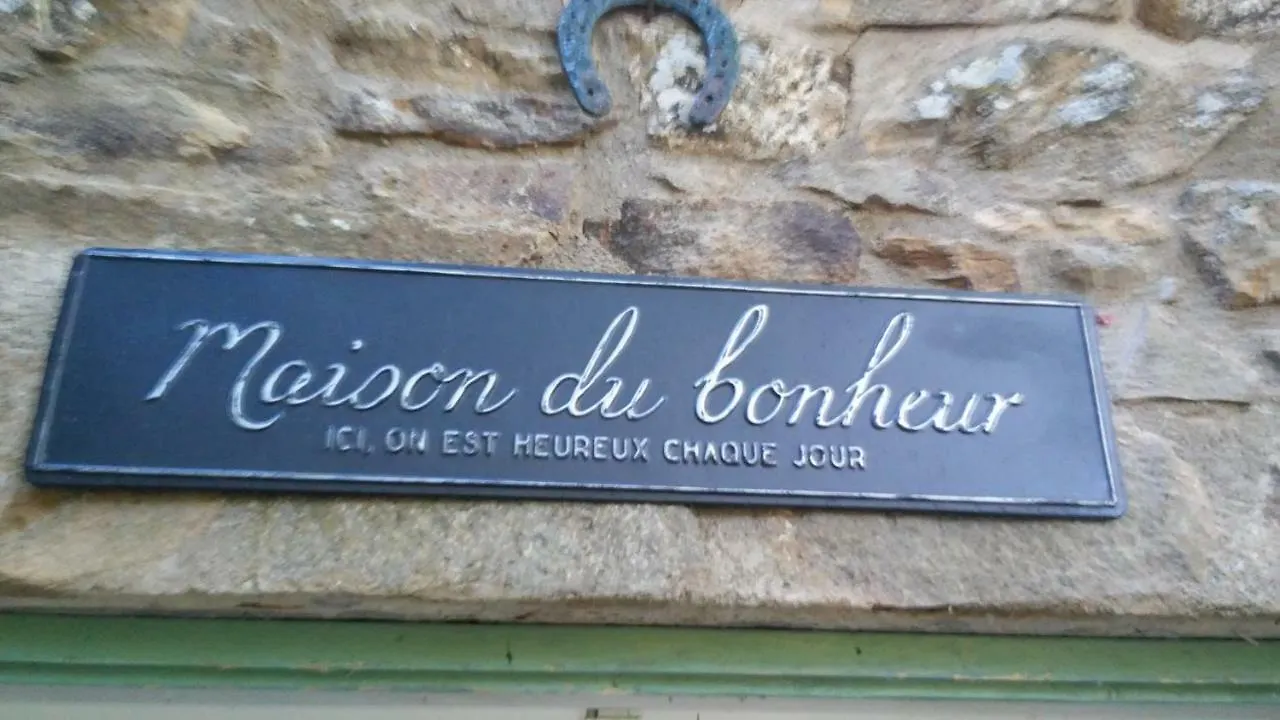 Maison du bonheur
ICI, ON EST HEUREUX CHAQUE JOUR